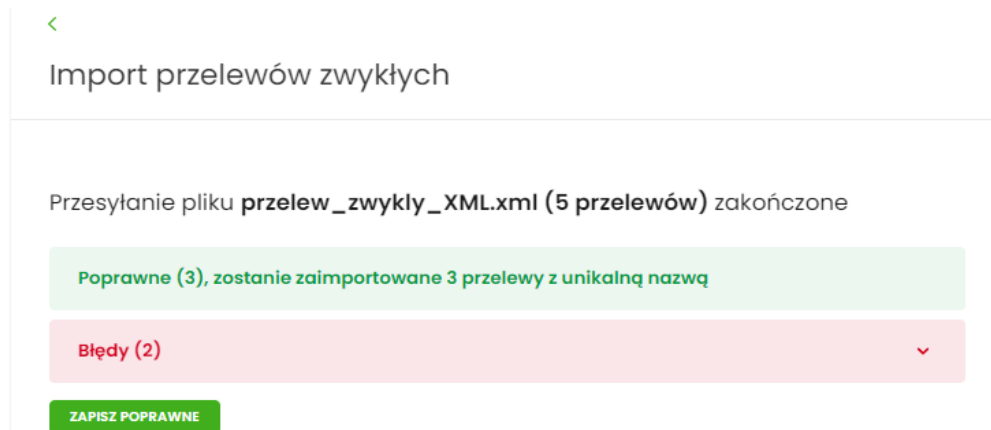 Import przelewów zwykłych
Przesyłanie pliku przelew_zwykly_XML.xml (5 przelewów) zakończone
Poprawne (3), zostanie zaimportowane 3 przelewy z unikalną nazwą
Błędy (2)
ZAPISZ POPRAWNE